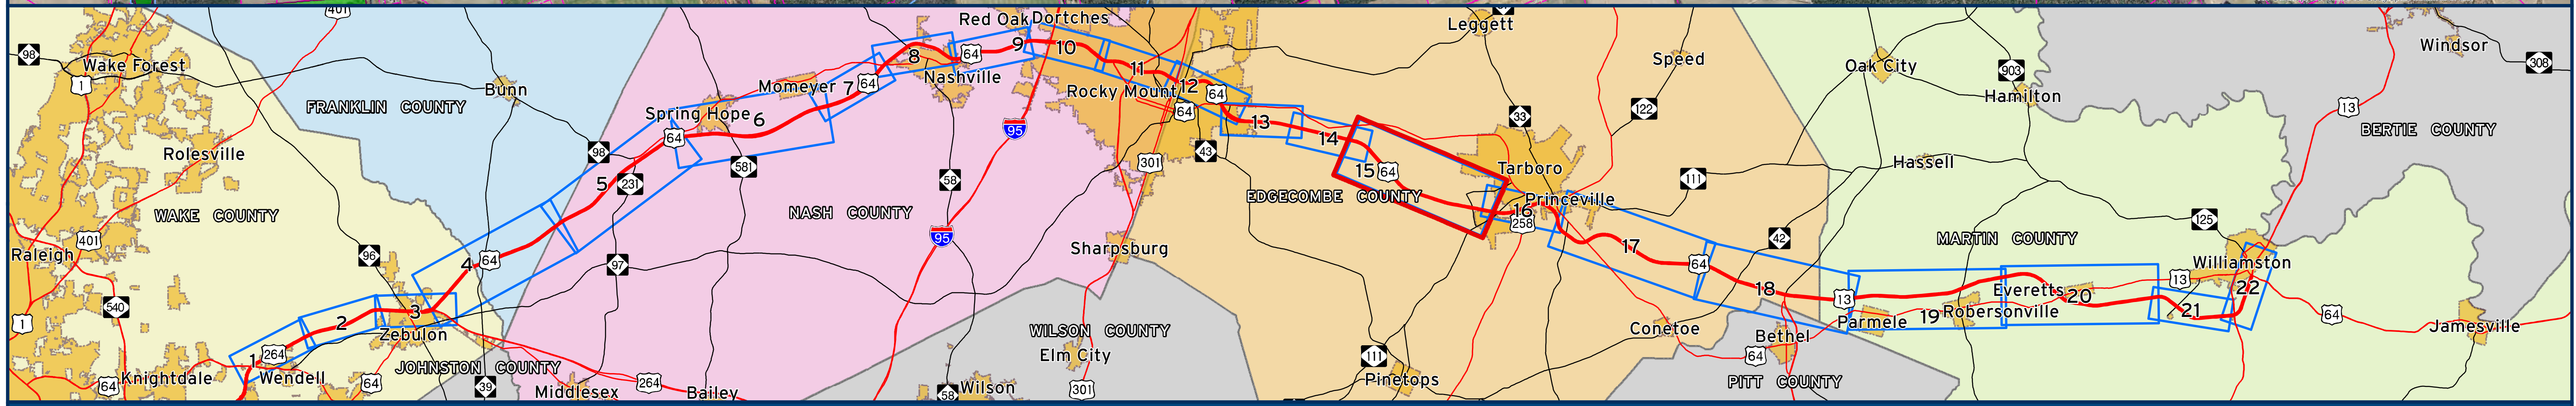 401
Red Oak
Dortches
Leggett
98
Wake Forest
1
Bunn
FRANKLIN COUNTY
Rolesville
WAKE COUNTY
401
Raleigh
540
1
96
98
5
231
4
64
97
2
3
Zebulon
1
264
Wendell
Knightdale
64
64
JOHNSTON COUNTY
39
Middlesex
264
Bailey
Spring Hope
64
6
581
Momeyer
7
64
8
64
Nashville
9
10
11
12
64
Rocky Mount
64
95
58
NASH COUNTY
95
301
43
Sharpsburg
WILSON COUNTY
Elm City
301
58
Wilson
13
14
15
64
EDGECOMBE COUNTY
33
Tarboro
Princeville
16
258
Speed
122
111
17
64
42
18
13
Conetoe
111
Pinetops
Bethel
64
PITT COUNTY
Oak City
903
Hamilton
Hassell
MARTIN COUNTY
Parmele
19
Robersonville
Everetts
20
13
21
22
Williamston
125
64
Jamesville
13
BERTIE COUNTY
Windsor
308